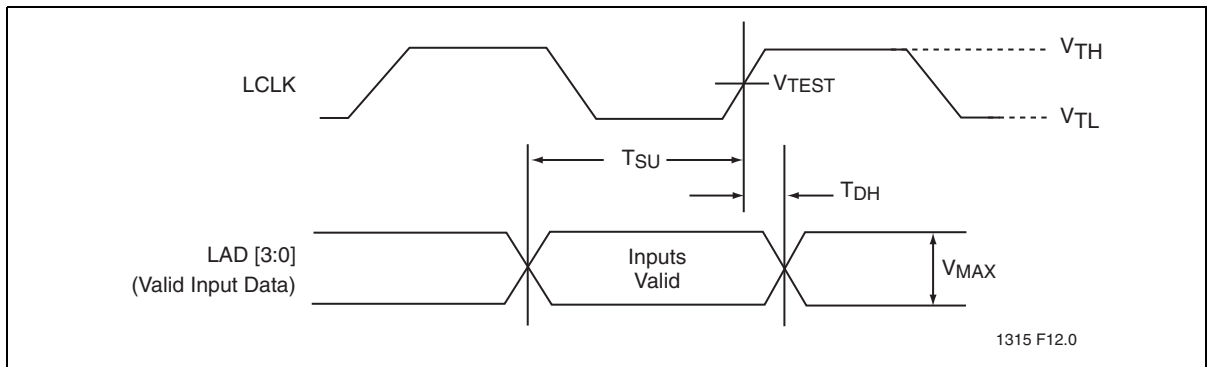 VTH
LCLK
VTEST
VTL
TSU
TDH
LAD [3:0]
(Valid Input Data)
Inputs
Valid
VMAX
1315 F12.0